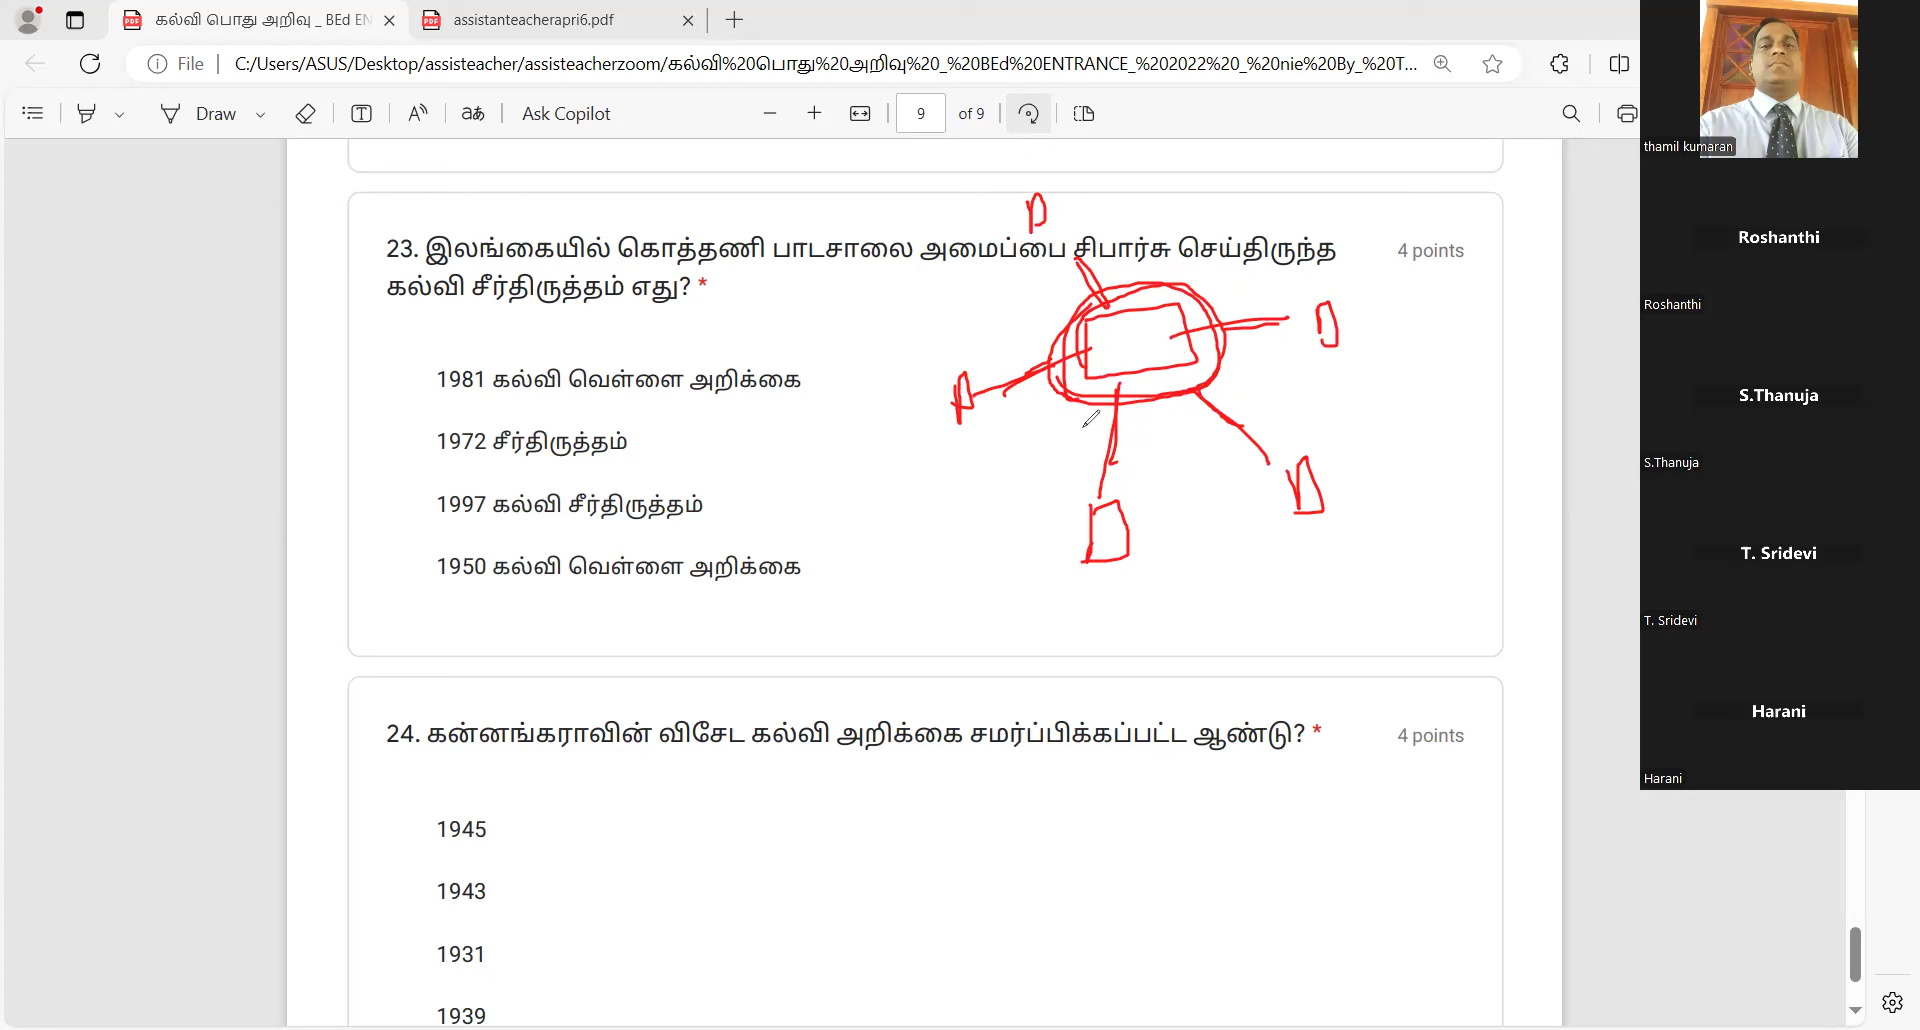 கல்வி பொது அறிவு _ BEd EN
assistanteacherapri6.pdf
File
C:/Users/ASUS/Desktop/assisteacher/assisteacherzoom/கல்வி%20பொது%20அறிவு%20_%20BEd%20ENTRANCE_%202022%20_%20nie%20By_%20T...
Draw
Ask Copilot
9 of 9
23. இலங்கையில் கொத்தணி பாடசாலை அமைப்பை சிபார்சு செய்திருந்த 4 points
கல்வி சீர்திருத்தம் எது? *
1981 கல்வி வெள்ளை அறிக்கை
1972 சீர்திருத்தம்
1997 கல்வி சீர்திருத்தம்
1950 கல்வி வெள்ளை அறிக்கை
24. கன்னங்கராவின் விசேட கல்வி அறிக்கை சமர்ப்பிக்கப்பட்ட ஆண்டு? * 4 points
1945
1943
1931
1939
thamil kumaran
Roshanthi
Roshanthi
S.Thanuja
S.Thanuja
T. Sridevi
T. Sridevi
Harani
Harani